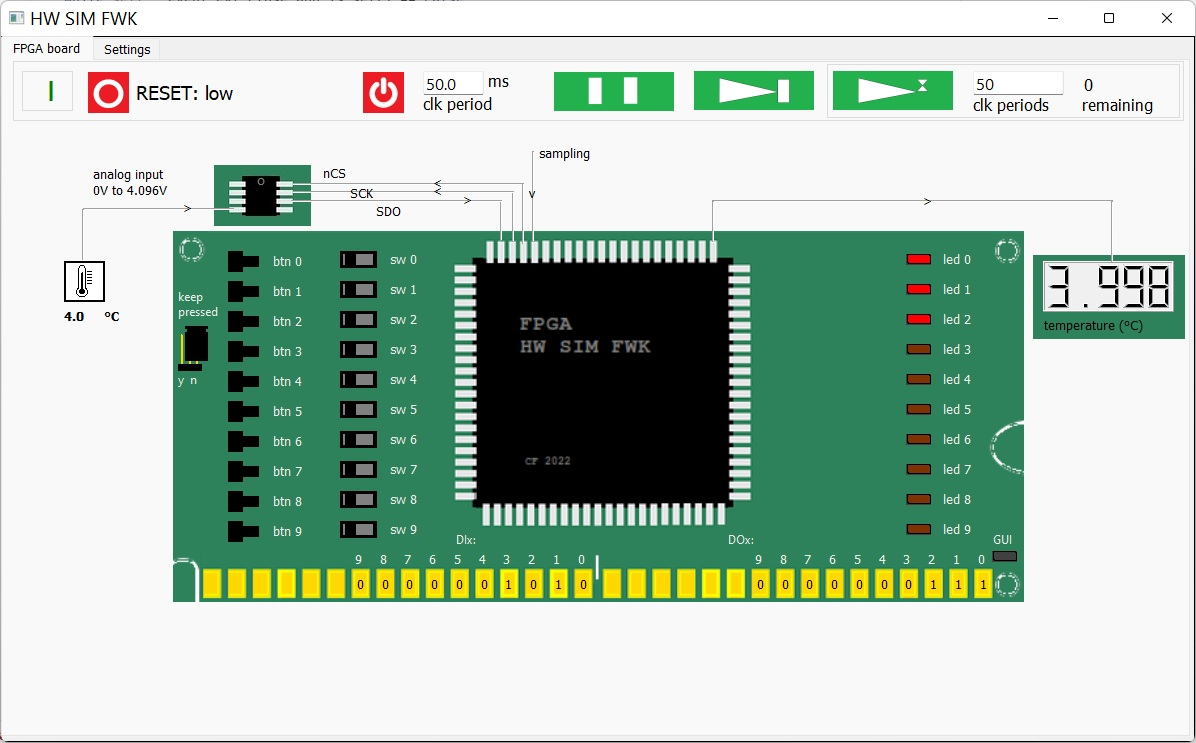 HW SIM FWK
FPGA board
Settings
RESET: low
50.0
ms
clk period
50
clk periods
0
remaining
sampling
analog input
0V to 4.096V
nCS
SCK
SDO
4.0 °C
keep
pressed
y n
btn 0
btn 1
btn 2
btn 3
btn 4
btn 5
btn 6
btn 7
btn 8
btn 9
sw 0
sw 1
sw 2
sw 3
sw 4
sw 5
sw 6
sw 7
sw 8
sw 9
FPGA
HW SIM FWK
CF 2022
led 0
led 1
led 2
led 3
led 4
led 5
led 6
led 7
led 8
led 9
3.998
temperature (°C)
GUI
DIx:
9 8 7 6 5 4 3 2 1 0
0 0 0 0 0 0 1 0 1 0
DOx:
9 8 7 6 5 4 3 2 1 0
0 0 0 0 0 0 0 1 1 1